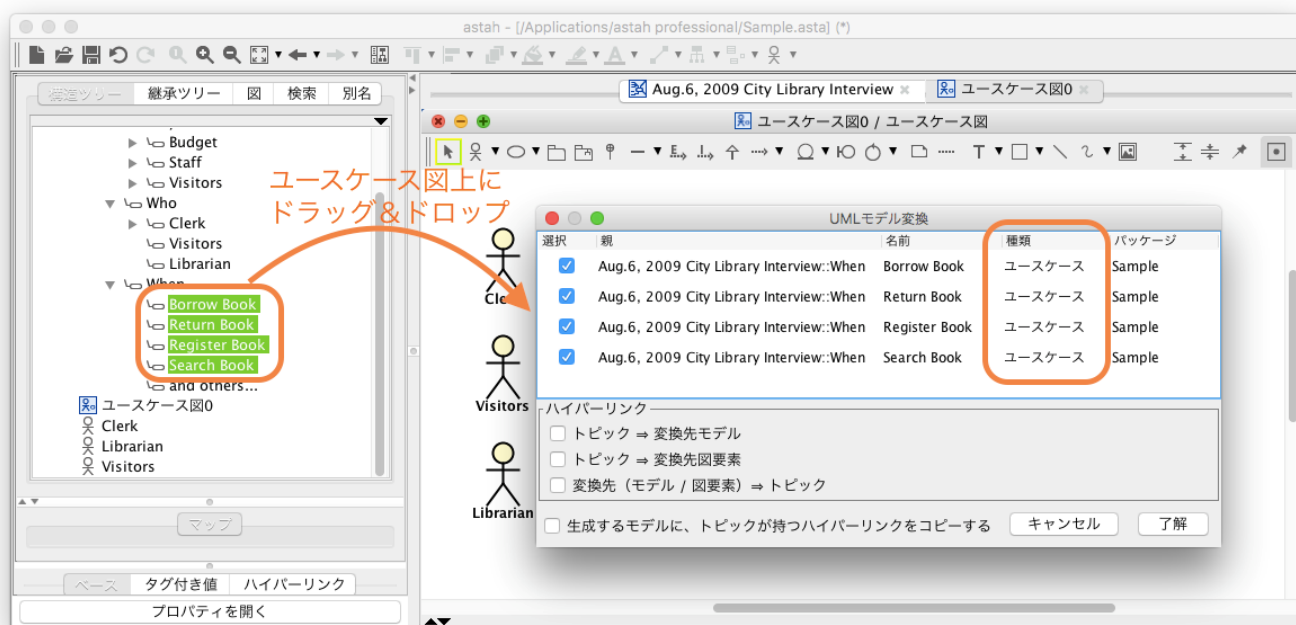 astah - [/Applications/astah professional/Sample.asta] (*)
構造ツリー 継承ツリー 図 検索 別名
Aug.6, 2009 City Library Interview
ユースケース図0
ユースケース図0 / ユースケース図
Budget
Staff
Visitors
Who
Clerk
Visitors
Librarian
When
Borrow Book
Return Book
Register Book
Search Book
and others...
ユースケース図0
Clerk
Librarian
Visitors
マップ
ベース タグ付き値 ハイパーリンク
プロパティを開く
ユースケース図上に
ドラッグ&ドロップ
Visitors
Librarian
UMLモデル変換
選択 親 名前 種類 パッケージ
Aug.6, 2009 City Library Interview::When Borrow Book ユースケース Sample
Aug.6, 2009 City Library Interview::When Return Book ユースケース Sample
Aug.6, 2009 City Library Interview::When Register Book ユースケース Sample
Aug.6, 2009 City Library Interview::When Search Book ユースケース Sample
ハイパーリンク
トピック ⇒ 変換先モデル
トピック ⇒ 変換先図要素
変換先（モデル / 図要素）⇒ トピック
生成するモデルに、トピックが持つハイパーリンクをコピーする
キャンセル 了解